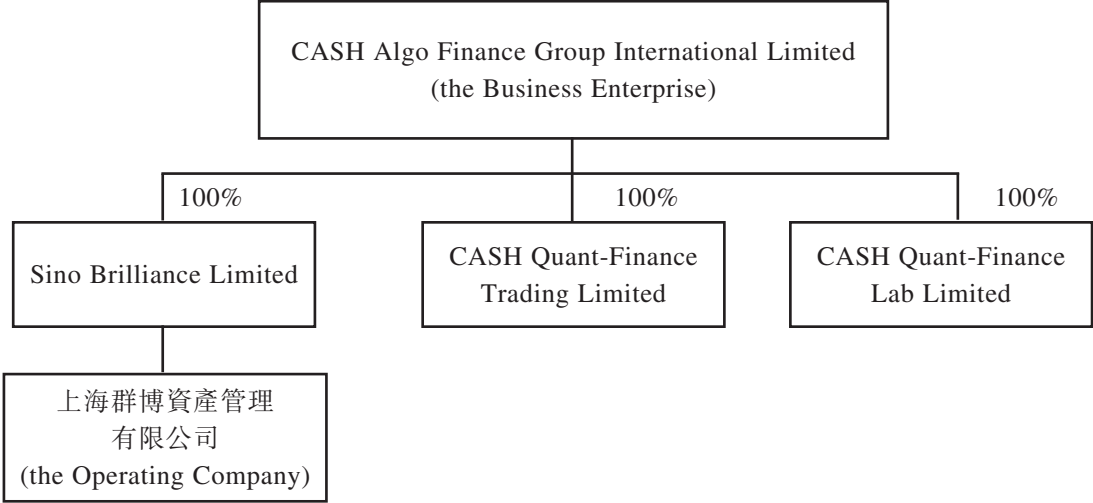 CASH Algo Finance Group International Limited
(the Business Enterprise)
100%
100%
100%
Sino Brilliance Limited
CASH Quant-Finance
Trading Limited
CASH Quant-Finance
Lab Limited
上海群博資產管理
有限公司
(the Operating Company)